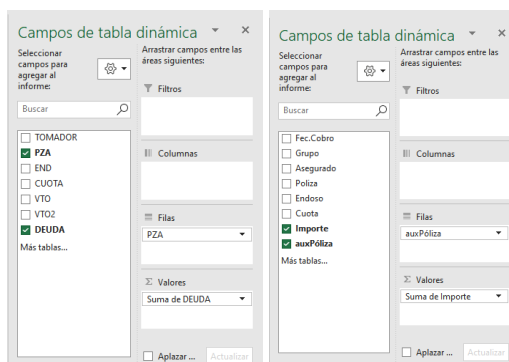 Campos de tabla dinámica
Seleccionar
campos para
agregar al
informe:
Arrastrar campos entre las
áreas siguientes:
Buscar
TOMADOR
PZA
END
CUOTA
VTO
VTO2
DEUDA
Más tablas...
Filtros
Columnas
Filas
PZA
Σ Valores
Suma de DEUDA
Aplazar ...
Actualizar
Campos de tabla dinámica
Seleccionar
campos para
agregar al
informe:
Arrastrar campos entre las
áreas siguientes:
Buscar
Fec.Cobro
Grupo
Asegurado
Poliza
Endoso
Cuota
Importe
auxPóliza
Más tablas...
Filtros
Columnas
Filas
auxPóliza
Σ Valores
Suma de Importe
Aplazar ...
Actualizar